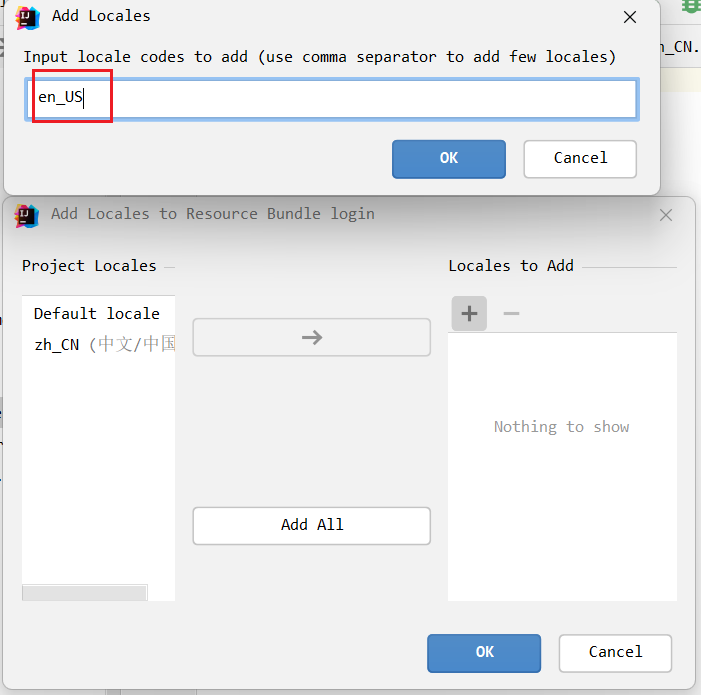 Add Locales
Input locale codes to add (use comma separator to add few locales)
en_US
OK
Cancel
n_CN.
Add Locales to Resource Bundle login
Project Locales
Locales to Add
Default locale
zh_CN (中文/中国
Nothing to show
Add All
OK
Cancel